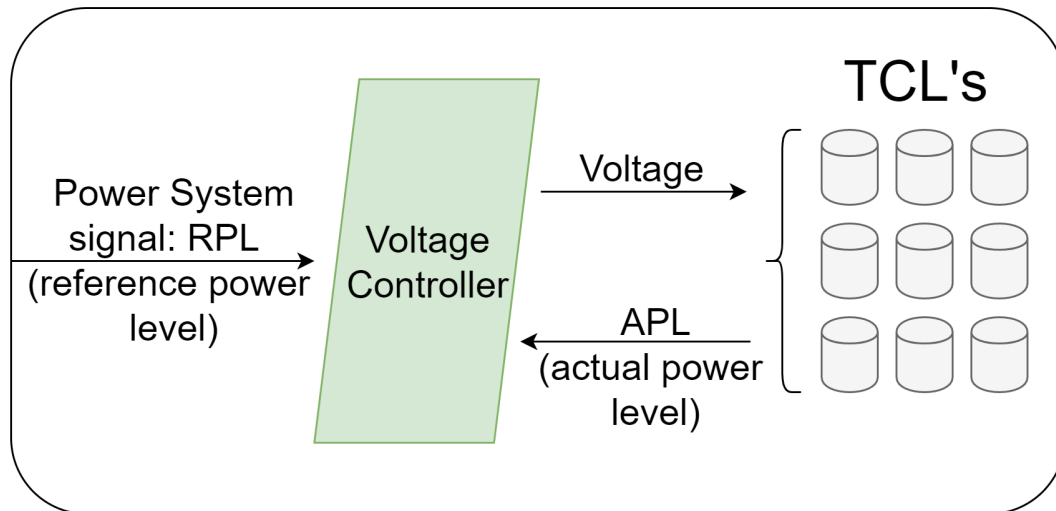 TCL's
Power System
signal: RPL
(reference power
level)
Voltage
Controller
Voltage
APL
(actual power
level)